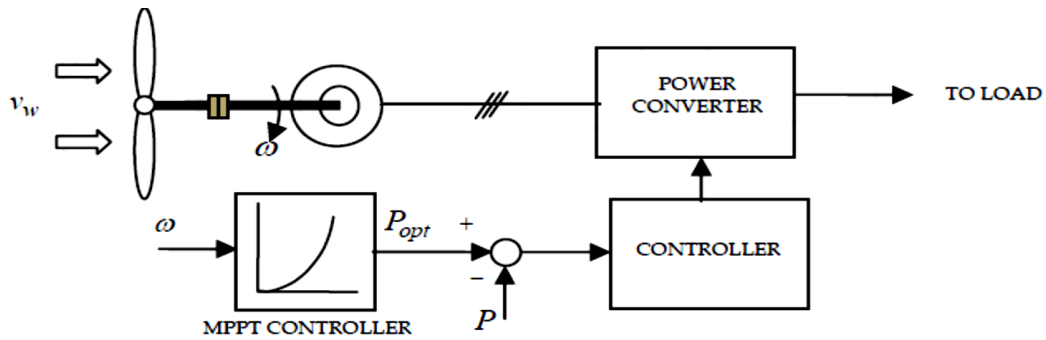 POWER
CONVERTER
TO LOAD
v_w
ω
ω
P_opt
+
−
P
CONTROLLER
MPPT CONTROLLER